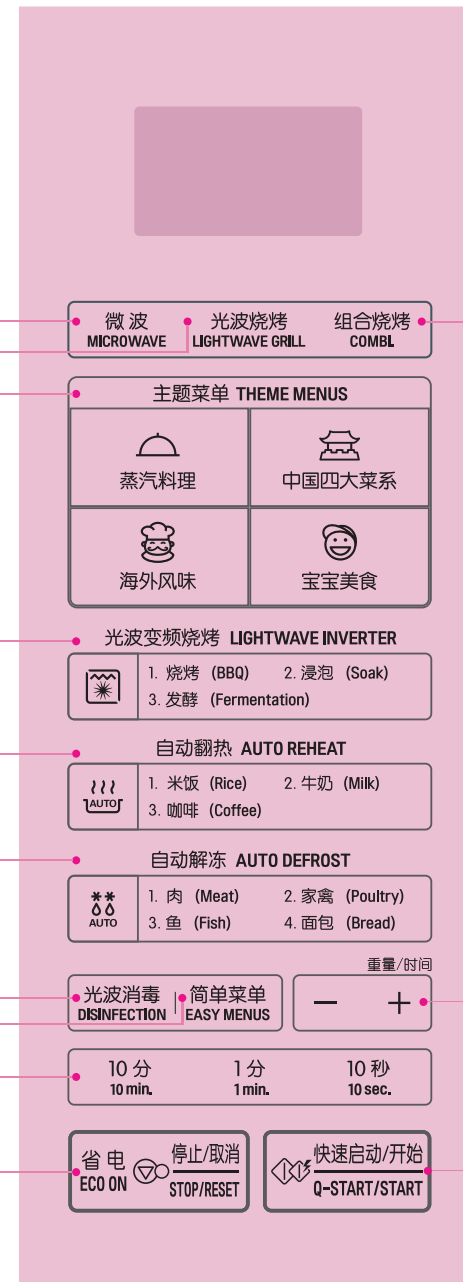 微波 光波烧烤 组合烧烤
MICROWAVE LIGHTWAVE GRILL COMBI.
主题菜单 THEME MENUS
蒸汽料理 中国四大菜系
海外风味 宝宝美食
光波变频烧烤 LIGHTWAVE INVERTER
1. 烧烤 (BBQ) 2. 浸泡 (Soak)
3. 发酵 (Fermentation)
自动翻热 AUTO REHEAT
1. 米饭 (Rice) 2. 牛奶 (Milk)
AUTO
3. 咖啡 (Coffee)
自动解冻 AUTO DEFROST
1. 肉 (Meat) 2. 家禽 (Poultry)
AUTO
3. 鱼 (Fish) 4. 面包 (Bread)
重量/时间
光波消毒 | 简单菜单
DISINFECTION EASY MENUS
− +
10 分 1 分 10 秒
10 min. 1 min. 10 sec.
省电 停止/取消 快速启动/开始
ECO ON STOP/RESET Q-START/START